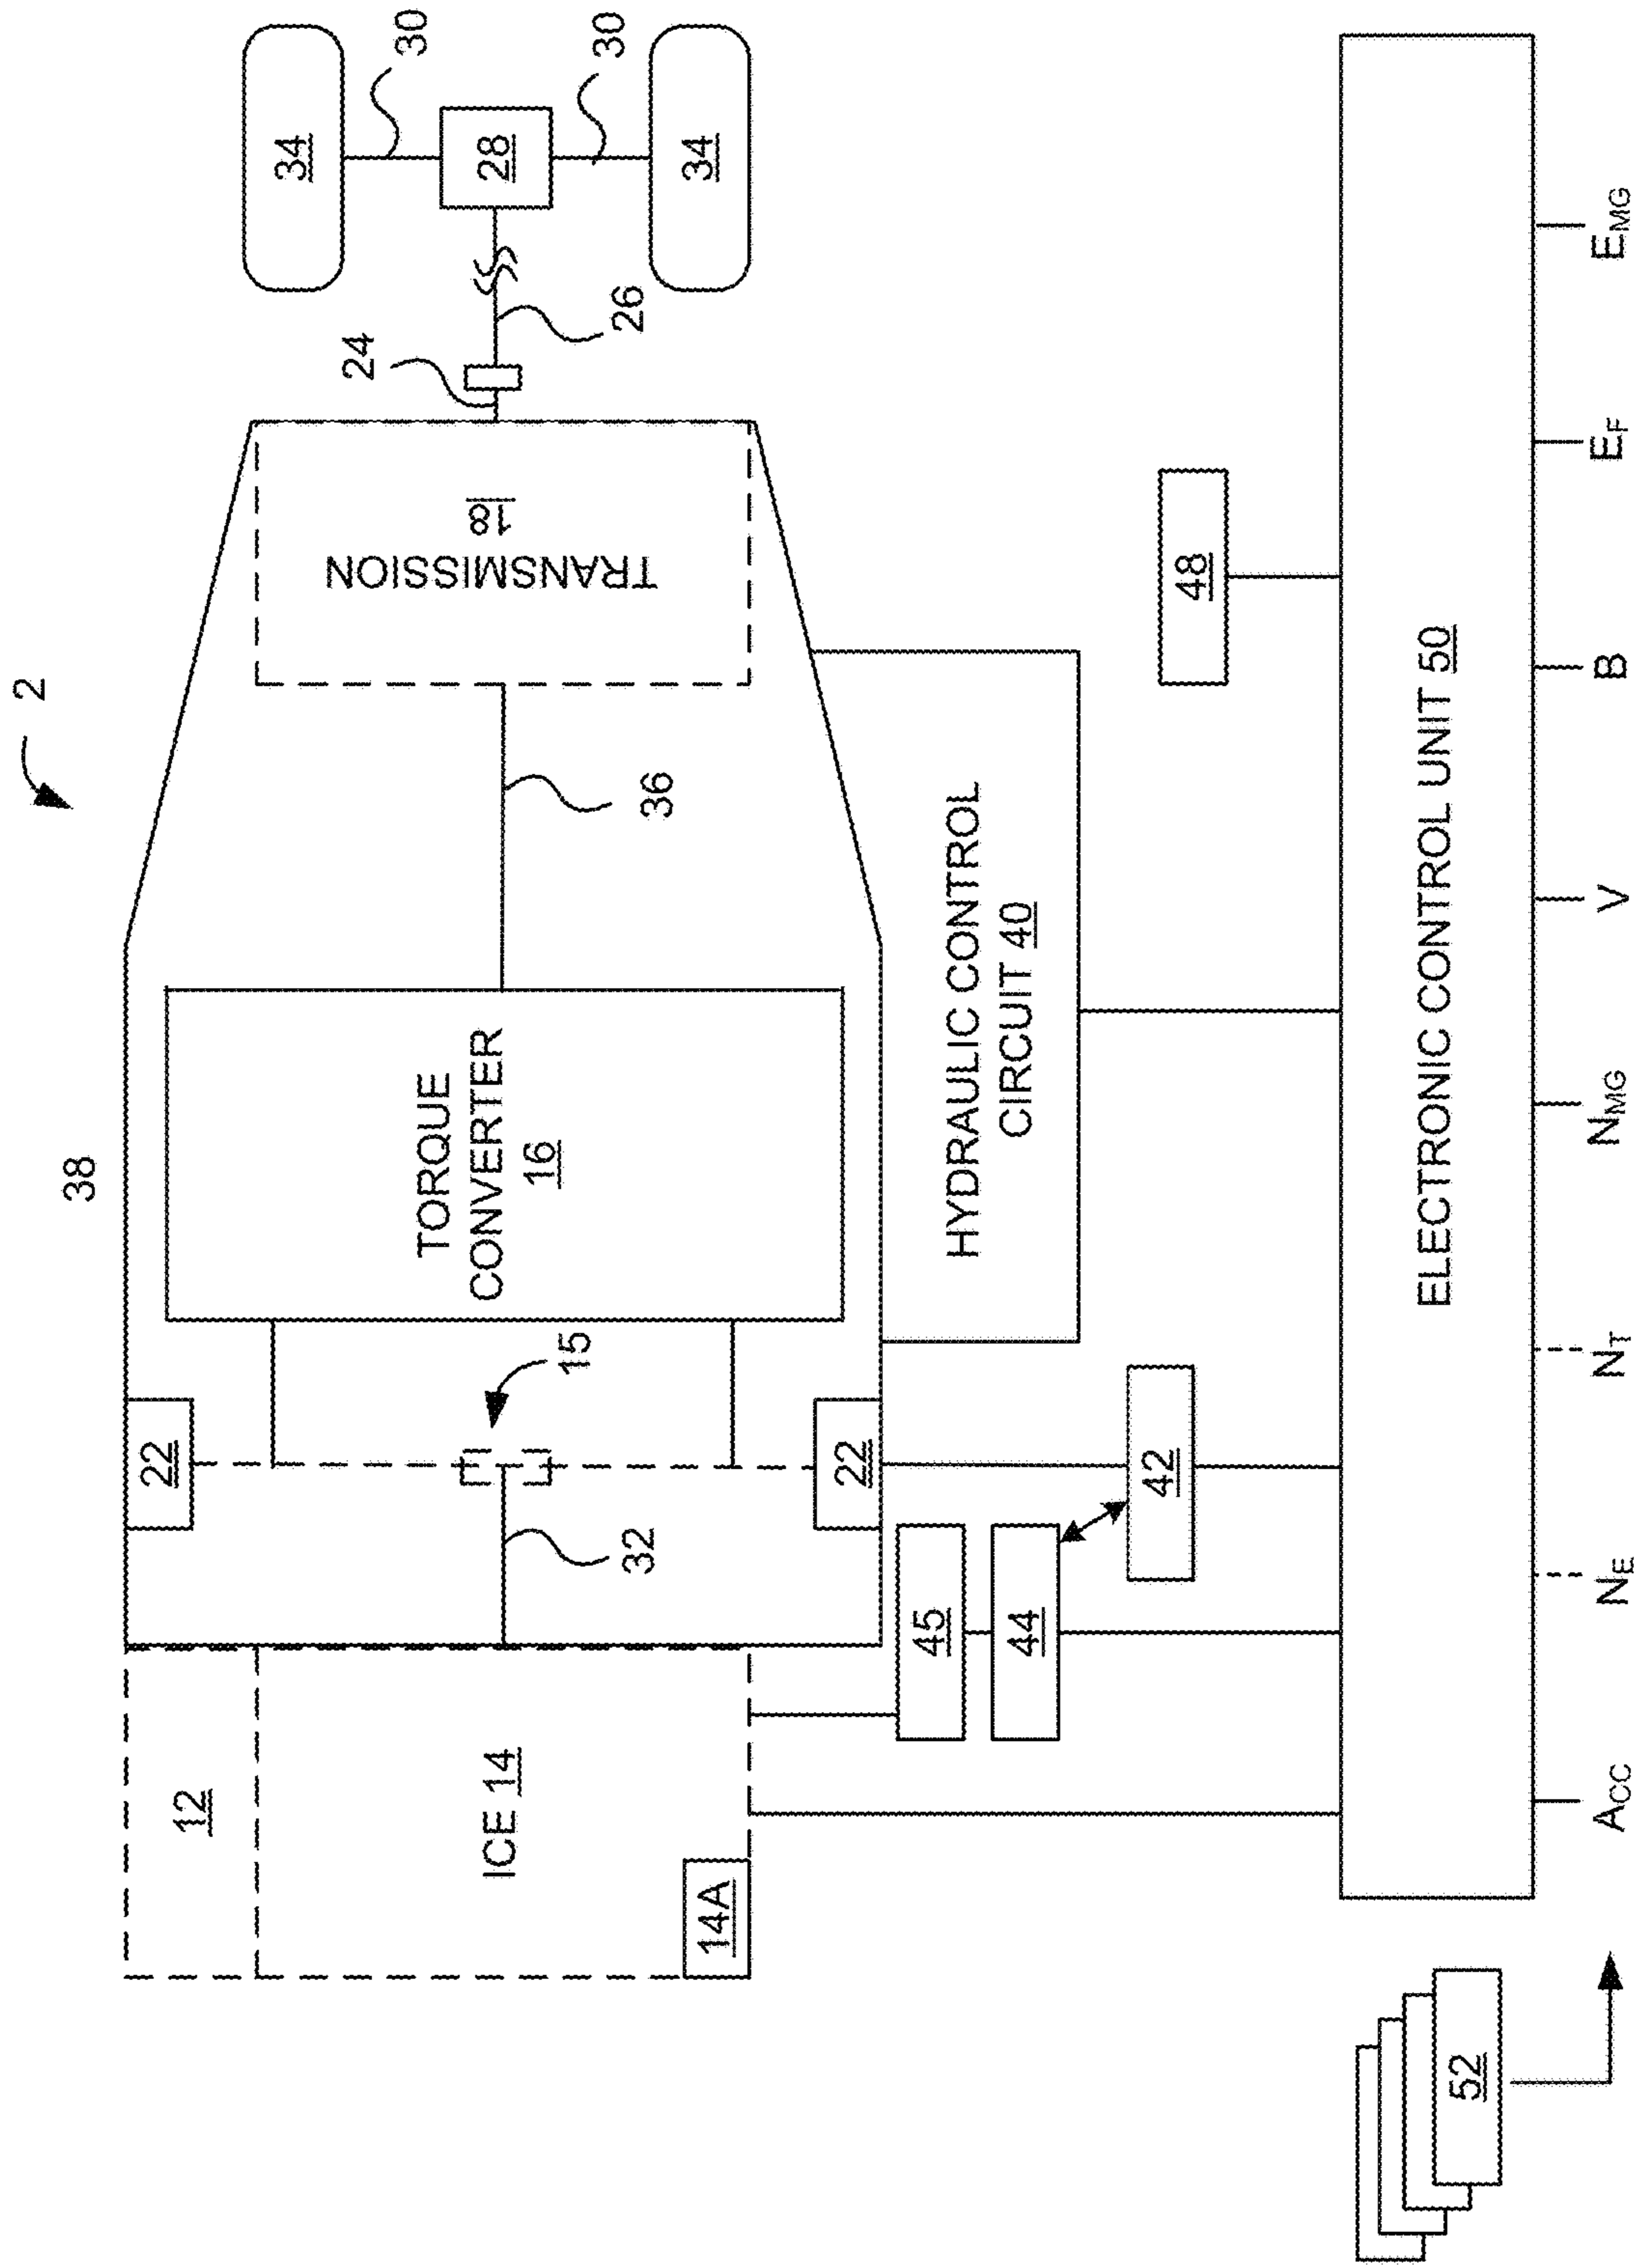 2
38
12
ICE 14
14A
22
22
32
15
TORQUE
CONVERTER
16
36
TRANSMISSION
18
24
26
28
30
30
34
34
HYDRAULIC CONTROL
CIRCUIT 40
45
44
42
48
ELECTRONIC CONTROL UNIT 50
52
ACC
NE
NT
NMG
V
B
EF
EMG